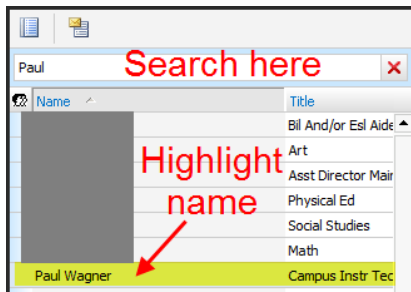 Paul Search here
Name Title
Bil And/or Esl Aide
Art
Asst Director Mair
Physical Ed
Social Studies
Math
Highlight
name
Paul Wagner Campus Instr Tec